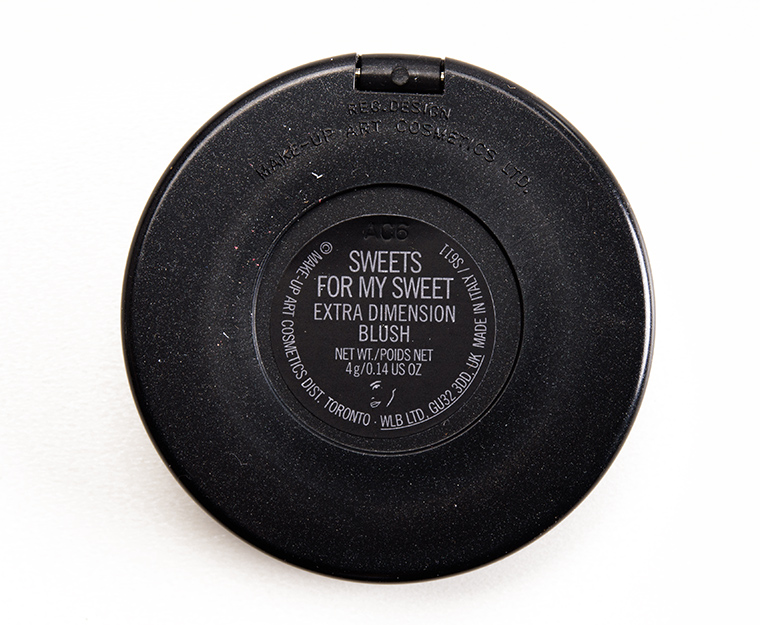 REG.DESIGN
MAKE-UP ART COSMETICS LTD.
AC6
SWEETS
FOR MY SWEET
EXTRA DIMENSION
BLUSH
NET WT./POIDS NET
4 g/0.14 US OZ
© MAKE-UP ART COSMETICS DIST. TORONTO · WLB LTD. GU32 3DD, UK MADE IN ITALY / S611